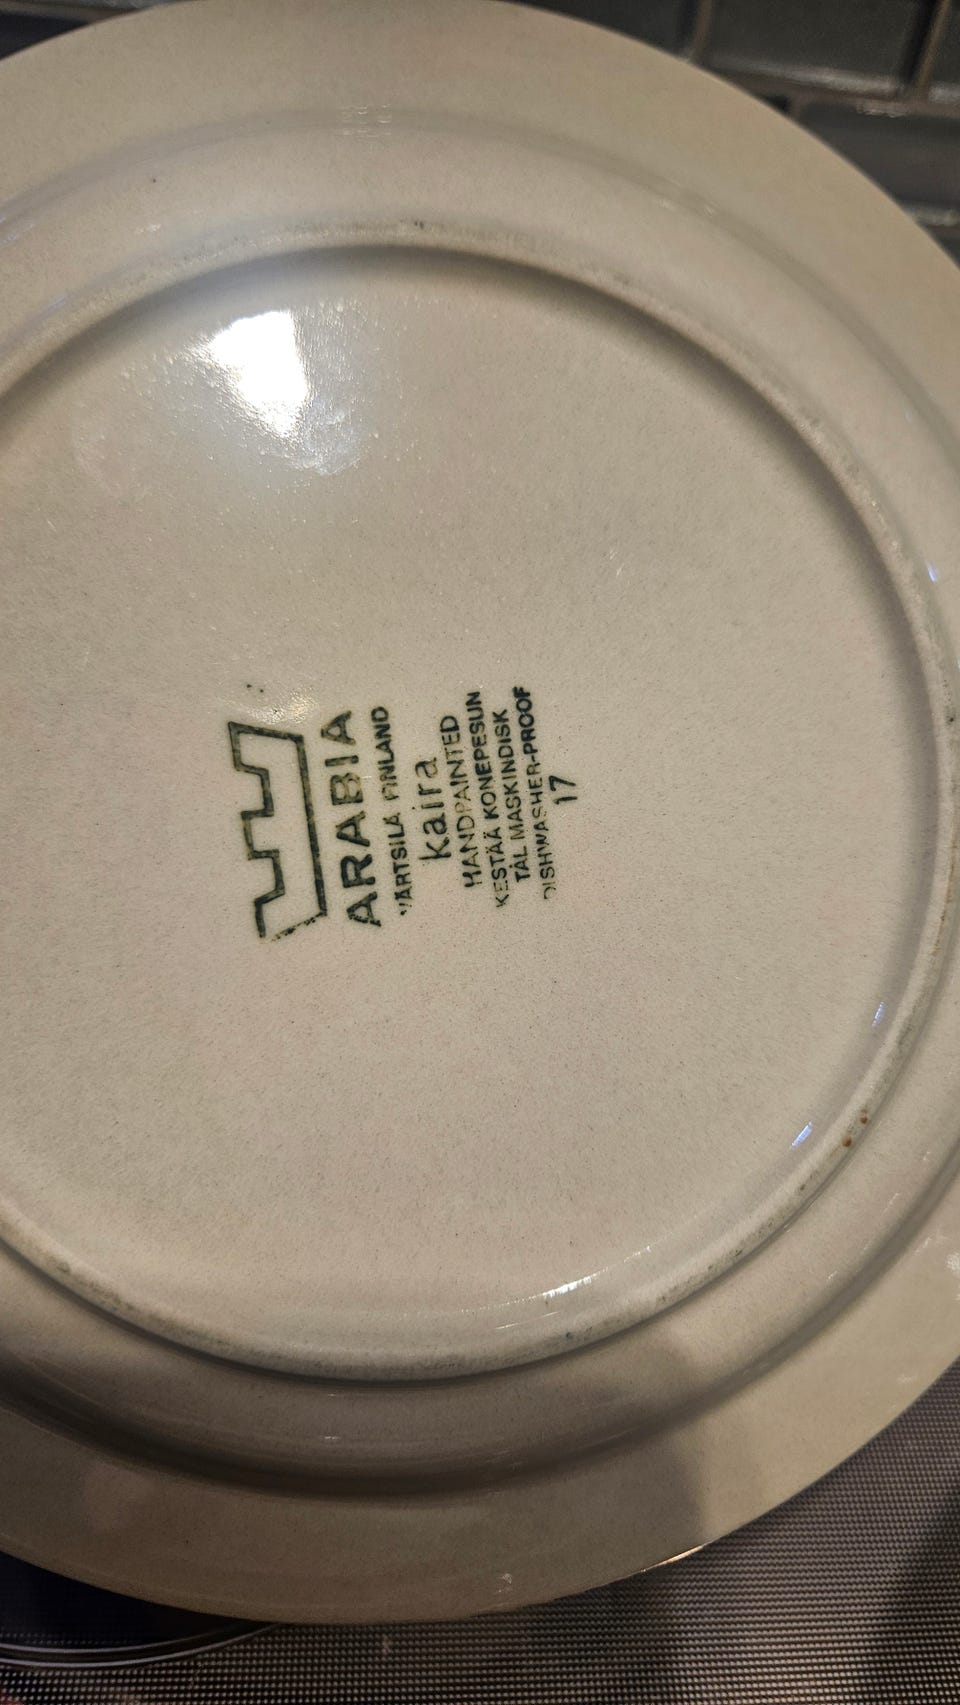 ARABIA
WÄRTSILÄ FINLAND
kaira
HANDPAINTED
KESTÄÄ KONEPESUN
TÅL MASKINDISK
DISHWASHER-PROOF
17